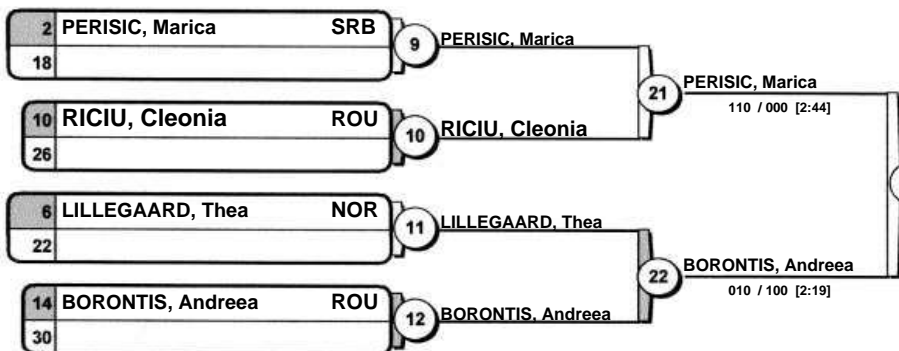 2 PERISIC, Marica SRB
18
9 PERISIC, Marica
10 RICIU, Cleonia ROU
26
10 RICIU, Cleonia
21 PERISIC, Marica
110 / 000 [2:44]
6 LILLEGAARD, Thea NOR
22
11 LILLEGAARD, Thea
14 BORONTIS, Andreea ROU
30
12 BORONTIS, Andreea
22 BORONTIS, Andreea
010 / 100 [2:19]